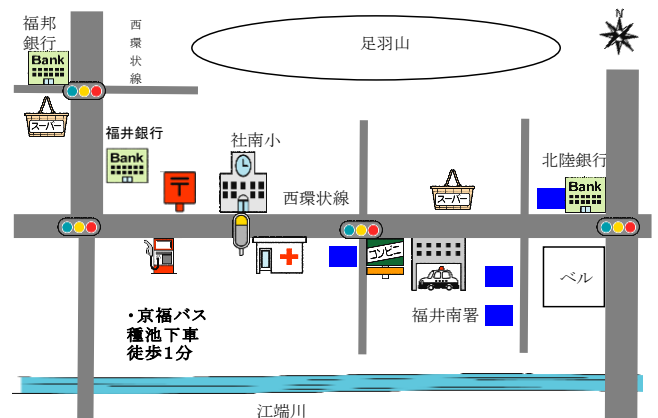 福邦
銀行
Bank
西
環
状
線
足羽山
N
スーパー
福井銀行
Bank
〒
社南小
西環状線
スーパー
北陸銀行
Bank
コンビニ
福井南署
ベル
・京福バス
種池下車
徒歩1分
江端川